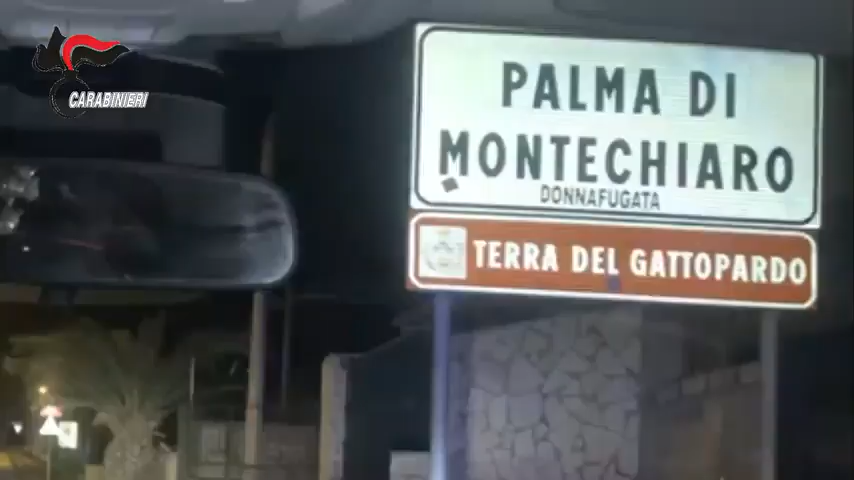 CARABINIERI
PALMA DI
MONTECHIARO
DONNAFUGATA
TERRA DEL GATTOPARDO